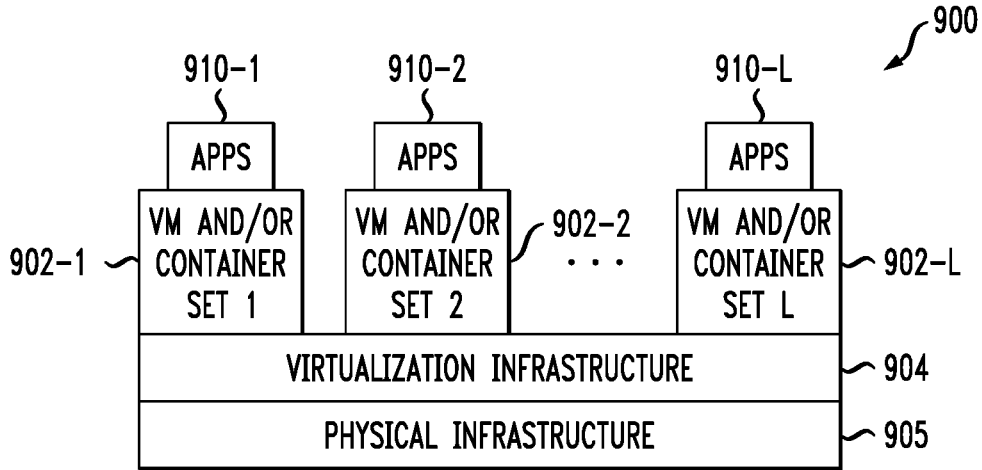 900
910-1
910-2
910-L
APPS
APPS
APPS
902-1
VM AND/OR
CONTAINER
SET 1
VM AND/OR
CONTAINER
SET 2
902-2
. . .
VM AND/OR
CONTAINER
SET L
902-L
VIRTUALIZATION INFRASTRUCTURE
904
PHYSICAL INFRASTRUCTURE
905